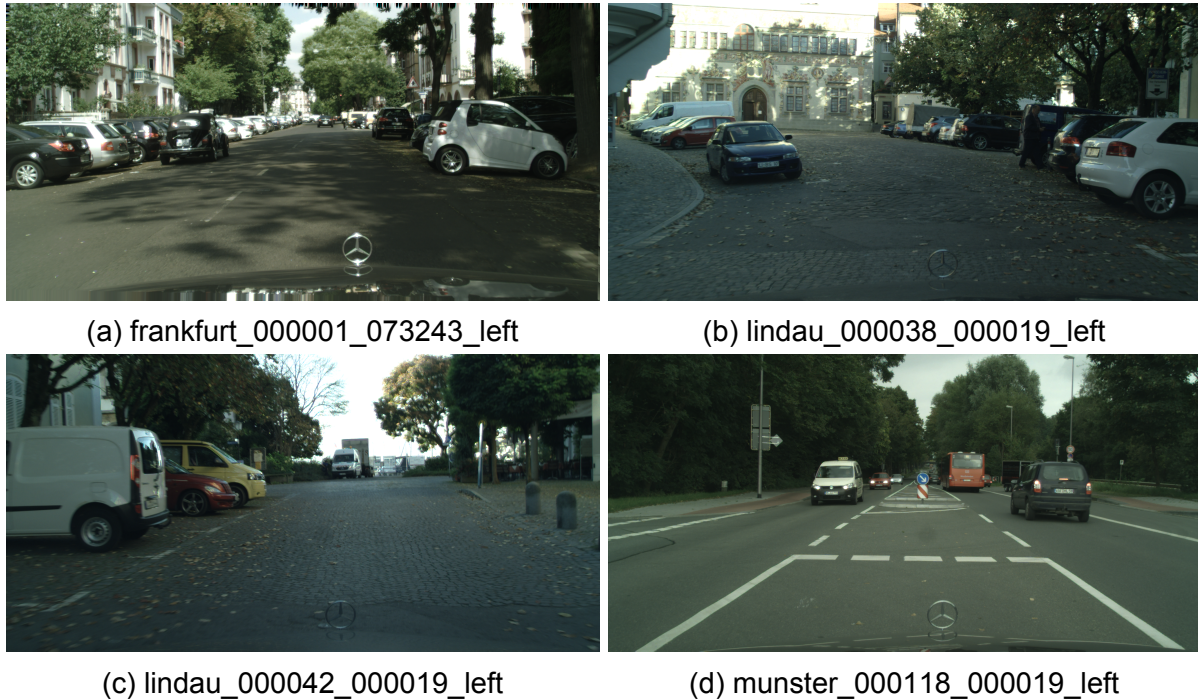 (a) frankfurt_000001_073243_left
(b) lindau_000038_000019_left
(c) lindau_000042_000019_left
(d) munster_000118_000019_left